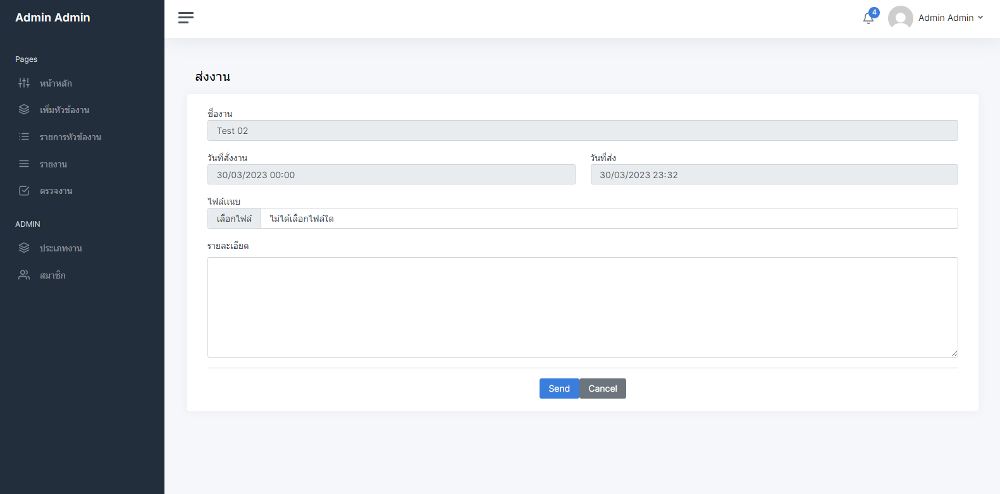 Admin Admin
4
Admin Admin
Pages
หน้าหลัก
เพิ่มหัวข้องาน
รายการหัวข้องาน
รายงาน
ตรวจงาน
ADMIN
ประเภทงาน
สมาชิก
ส่งงาน
ชื่องาน
Test 02
วันที่สั่งงาน
วันที่ส่ง
30/03/2023 00:00
30/03/2023 23:32
ไฟล์แนบ
เลือกไฟล์ ไม่ได้เลือกไฟล์ใด
รายละเอียด
Send Cancel